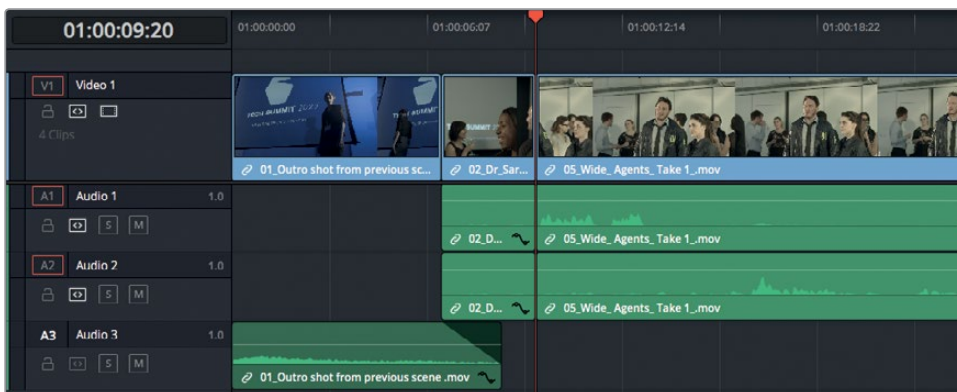 01:00:09:20
01:00:00:00
01:00:06:07
01:00:12:14
01:00:18:22
V1 Video 1
4 Clips
TECH SUMMIT
SUMMIT
01_Outro shot from previous sc...
02_Dr_Sar...
05_Wide_ Agents_ Take 1_.mov
A1 Audio 1 1.0
S M
02_D...
05_Wide_ Agents_ Take 1_.mov
A2 Audio 2 1.0
S M
02_D...
05_Wide_ Agents_ Take 1_.mov
A3 Audio 3 1.0
S M
01_Outro shot from previous scene .mov